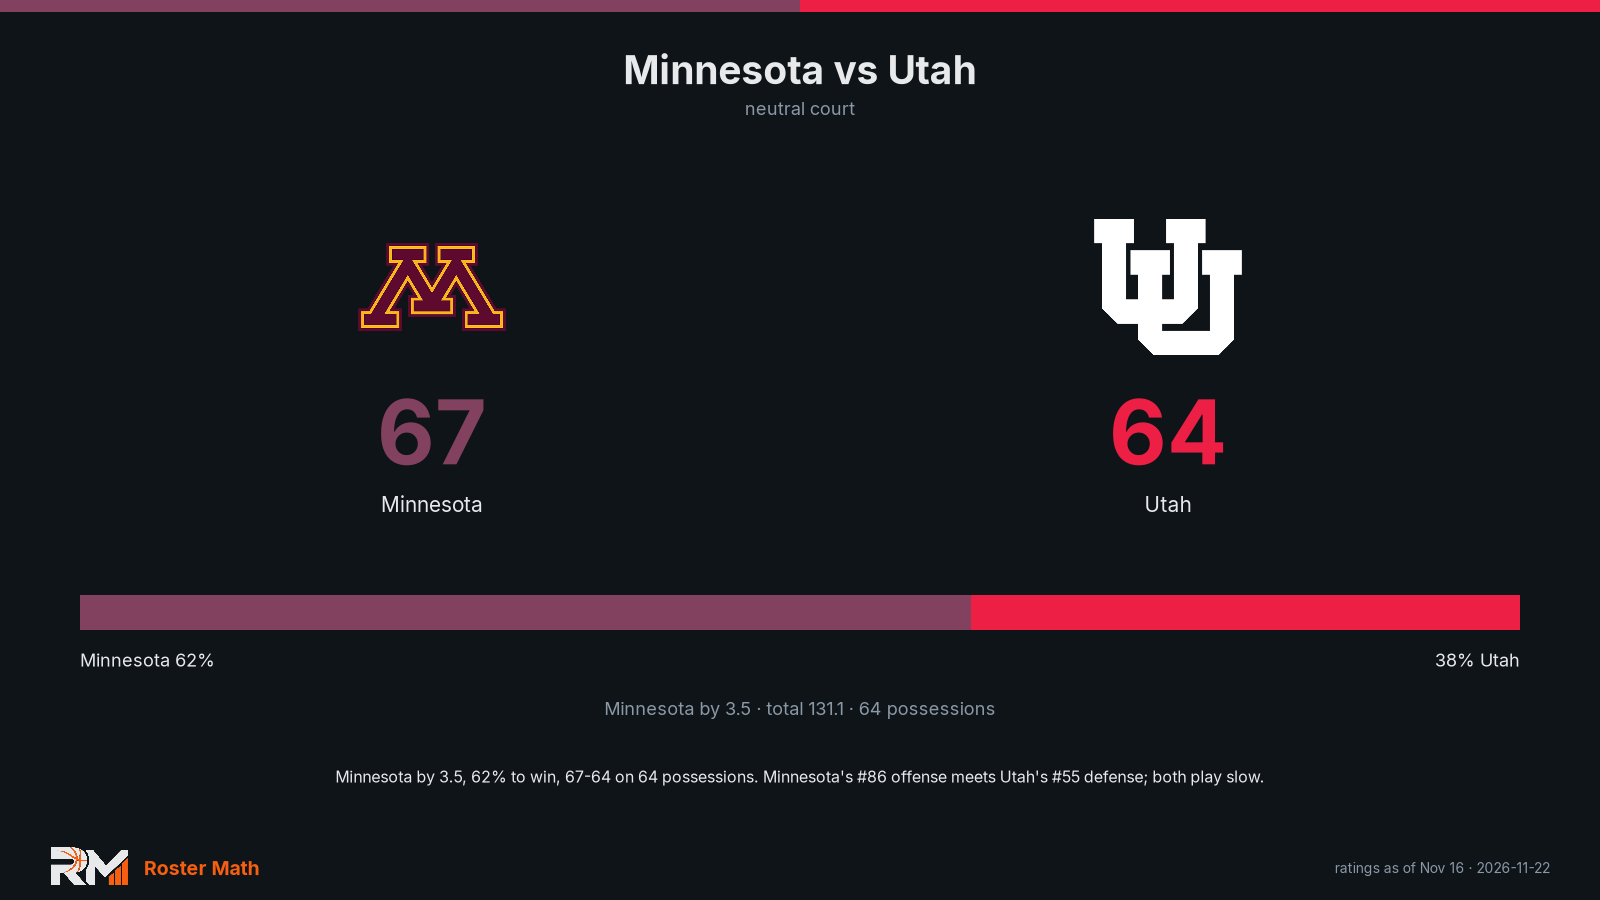 Minnesota vs Utah
neutral court
67
64
Minnesota
Utah
Minnesota 62%
38% Utah
Minnesota by 3.5 · total 131.1 · 64 possessions
Minnesota by 3.5, 62% to win, 67-64 on 64 possessions. Minnesota's #86 offense meets Utah's #55 defense; both play slow.
RM Roster Math
ratings as of Nov 16 · 2026-11-22